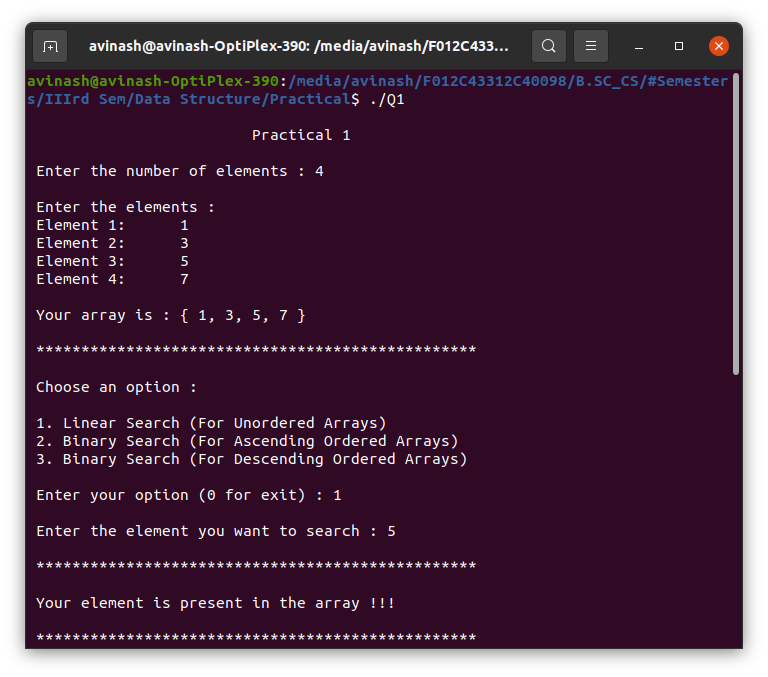 avinash@avinash-OptiPlex-390: /media/avinash/F012C433...
avinash@avinash-OptiPlex-390:/media/avinash/F012C43312C40098/B.SC_CS/#Semester
s/IIIrd Sem/Data Structure/Practical$ ./Q1
Practical 1
Enter the number of elements : 4
Enter the elements :
Element 1: 1
Element 2: 3
Element 3: 5
Element 4: 7
Your array is : { 1, 3, 5, 7 }
*************************************************
Choose an option :
1. Linear Search (For Unordered Arrays)
2. Binary Search (For Ascending Ordered Arrays)
3. Binary Search (For Descending Ordered Arrays)
Enter your option (0 for exit) : 1
Enter the element you want to search : 5
*************************************************
Your element is present in the array !!!
*************************************************